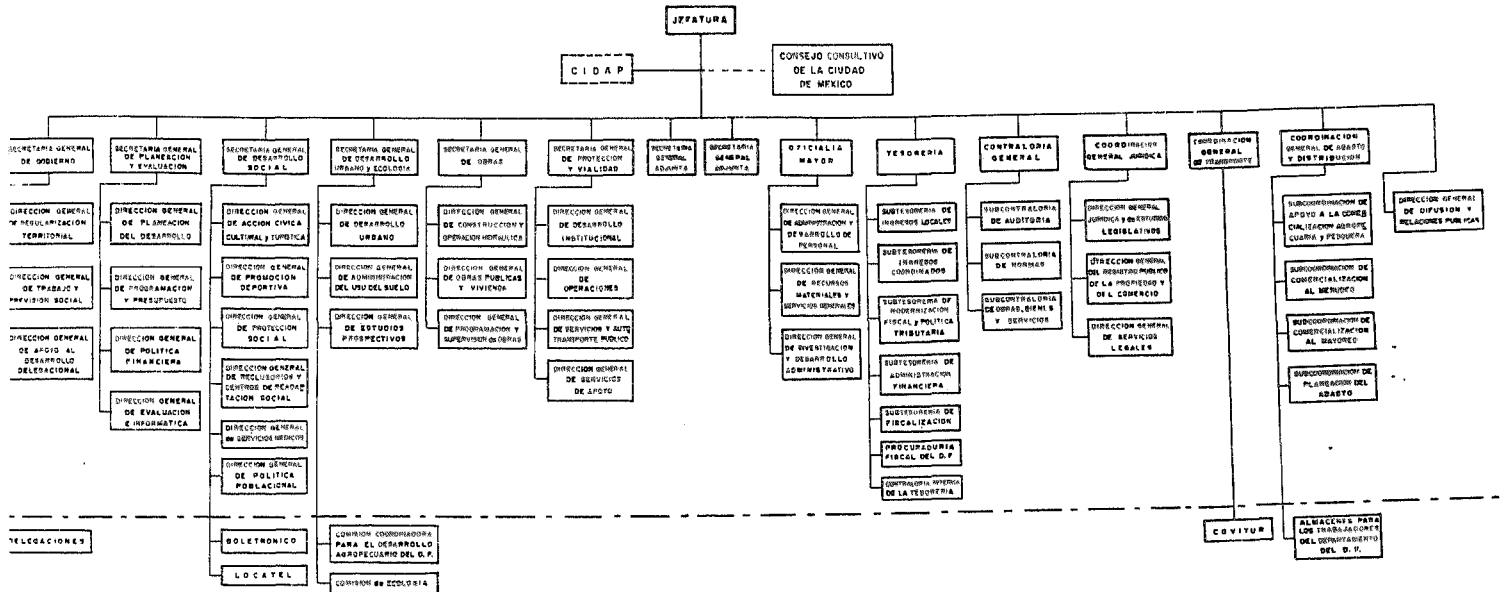 JEFATURA
CIDAP
CONSEJO CONSULTIVO
DE LA CIUDAD
DE MEXICO
SECRETARIA GENERAL
DE GOBIERNO
SECRETARIA GENERAL
DE PLANEACION
Y EVALUACION
SECRETARIA GENERAL
DE DESARROLLO
SOCIAL
SECRETARIA GENERAL
DE DESARROLLO
URBANO y ECOLOGIA
SECRETARIA GENERAL
DE OBRAS
SECRETARIA GENERAL
DE PROTECCION
Y VIALIDAD
SECRETARIA
GENERAL
ADJUNTA
SECRETARIA
GENERAL
ADJUNTA
OFICIALIA
MAYOR
TESORERIA
CONTRALORIA
GENERAL
COORDINACION
GENERAL JURIDICA
COORDINACION
GENERAL
DE TRANSPORTE
COORDINACION
GENERAL DE ABASTO
Y DISTRIBUCION
DIRECCION GENERAL
DE REGULARIZACION
TERRITORIAL
DIRECCION GENERAL
DE TRABAJO Y
PREVISION SOCIAL
DIRECCION GENERAL
DE APOYO AL
DESARROLLO
DELEGACIONAL
DELEGACIONES
DIRECCION GENERAL
DE PLANEACION
DEL DESARROLLO
DIRECCION GENERAL
DE PROGRAMACION
Y PRESUPUESTO
DIRECCION GENERAL
DE POLITICA
FINANCIERA
DIRECCION GENERAL
DE EVALUACION
E INFORMATICA
DIRECCION GENERAL
DE ACCION CIVICA
CULTURAL y TURISTICA
DIRECCION GENERAL
DE PROMOCION
DEPORTIVA
DIRECCION GENERAL
DE PROTECCION
SOCIAL
DIRECCION GENERAL
DE RECLUSORIOS Y
CENTROS DE READAP
TACION SOCIAL
DIRECCION GENERAL
de SERVICIOS MEDICOS
DIRECCION GENERAL
DE POLITICA
POBLACIONAL
BOLETRONICO
LOCATEL
DIRECCION GENERAL
DE DESARROLLO
URBANO
DIRECCION GENERAL
DE ADMINISTRACION
DEL USO DEL SUELO
DIRECCION GENERAL
DE ESTUDIOS
PROSPECTIVOS
COMISION COORDINADORA
PARA EL DESARROLLO
AGROPECUARIO DEL D. F.
COMISION de ECOLOGIA
DIRECCION GENERAL
DE CONSTRUCCION Y
OPERACION HIDRAULICA
DIRECCION GENERAL
DE OBRAS PUBLICAS
Y VIVIENDA
DIRECCION GENERAL
DE PROGRAMACION Y
SUPERVISION de OBRAS
DIRECCION GENERAL
DE DESARROLLO
INSTITUCIONAL
DIRECCION GENERAL
DE
OPERACIONES
DIRECCION GENERAL
DE SERVICIOS Y AUTO
TRANSPORTE PUBLICO
DIRECCION GENERAL
DE SERVICIOS
DE APOYO
DIRECCION GENERAL
DE ADMINISTRACION Y
DESARROLLO DE
PERSONAL
DIRECCION GENERAL
DE RECURSOS
MATERIALES Y
SERVICIOS GENERALES
DIRECCION GENERAL
DE INVESTIGACION
Y DESARROLLO
ADMINISTRATIVO
SUBTESORERIA DE
INGRESOS LOCALES
SUBTESORERIA DE
INGRESOS
COORDINADOS
SUBTESORERIA DE
MODERNIZACION
FISCAL y POLITICA
TRIBUTARIA
SUBTESORERIA DE
ADMINISTRACION
FINANCIERA
SUBTESORERIA DE
FISCALIZACION
PROCURADURIA
FISCAL DEL D. F.
CONTRALORIA INTERNA
DE LA TESORERIA
SUBCONTRALORIA
DE AUDITORIA
SUBCONTRALORIA
DE NORMAS
SUBCONTRALORIA
DE OBRAS, BIENES
Y SERVICIOS
DIRECCION GENERAL
JURIDICA y de ESTUDIOS
LEGISLATIVOS
DIRECCION GENERAL
DEL REGISTRO PUBLICO
DE LA PROPIEDAD Y
DEL COMERCIO
DIRECCION GENERAL
DE SERVICIOS
LEGALES
COVITUR
SUBCOORDINACION DE
APOYO A LA COMER
CIALIZACION AGROPE
CUARIA y PESQUERA
SUBCOORDINACION DE
COMERCIALIZACION
AL MENUDEO
SUBCOORDINACION DE
COMERCIALIZACION
AL MAYOREO
SUBCOORDINACION DE
PLANEACION DEL
ABASTO
ALMACENES PARA
LOS TRABAJADORES
DEL DEPARTAMENTO
DEL D. F.
DIRECCION GENERAL
DE DIFUSION Y
RELACIONES PUBLICAS